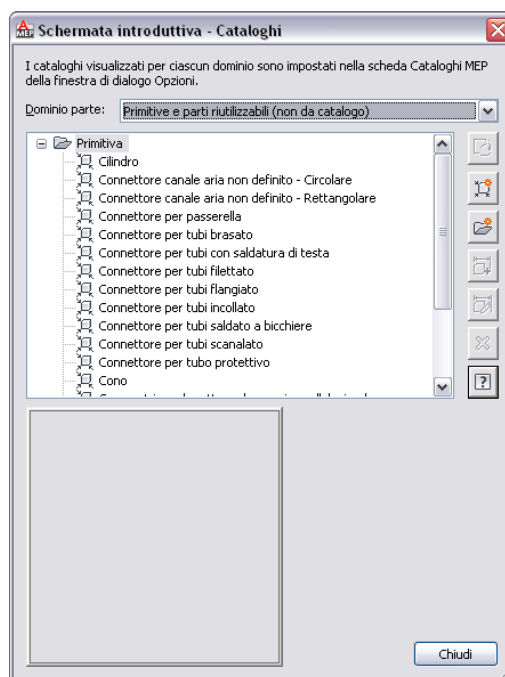 Schermata introduttiva - Cataloghi
I cataloghi visualizzati per ciascun dominio sono impostati nella scheda Cataloghi MEP
della finestra di dialogo Opzioni.
Dominio parte: Primitive e parti riutilizzabili (non da catalogo)
Primitiva
Cilindro
Connettore canale aria non definito - Circolare
Connettore canale aria non definito - Rettangolare
Connettore per passerella
Connettore per tubi brasato
Connettore per tubi con saldatura di testa
Connettore per tubi filettato
Connettore per tubi flangiato
Connettore per tubi incollato
Connettore per tubi saldato a bicchiere
Connettore per tubi scanalato
Connettore per tubo protettivo
Cono
?
Chiudi